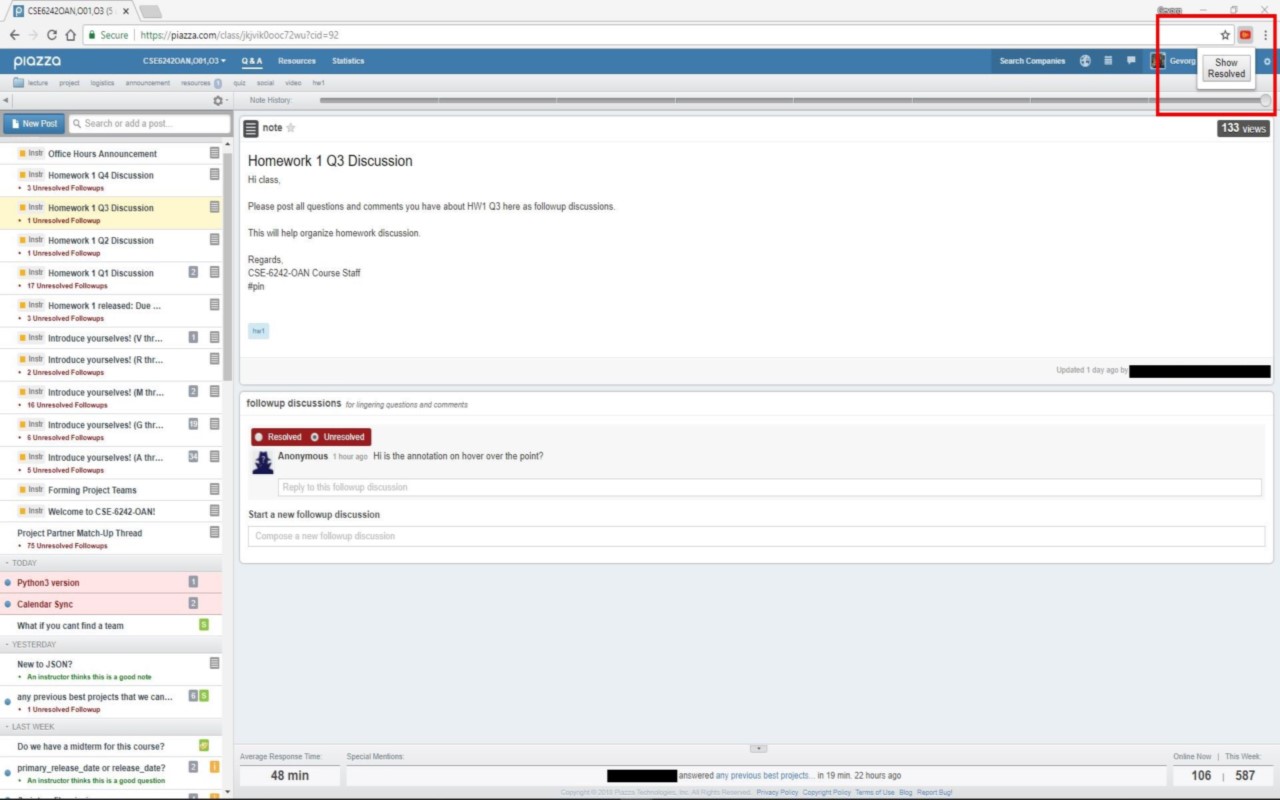 CSE6242OAN,O01,O3 (5
Secure https://piazza.com/class/jkjvik0ooc72wu?cid=92
Show
Resolved
piazza CSE6242OAN,O01,O3 Q & A Resources Statistics Search Companies Gevorg
lecture project logistics announcement resources quiz social video hw1
Note History:
New Post Search or add a post...
note
133 views
Instr Office Hours Announcement
Instr Homework 1 Q4 Discussion
3 Unresolved Followups
Instr Homework 1 Q3 Discussion
1 Unresolved Followup
Instr Homework 1 Q2 Discussion
1 Unresolved Followup
Instr Homework 1 Q1 Discussion 2
17 Unresolved Followups
Instr Homework 1 released: Due ...
3 Unresolved Followups
Instr Introduce yourselves! (V thr... 1
Instr Introduce yourselves! (R thr...
2 Unresolved Followups
Instr Introduce yourselves! (M thr... 2
16 Unresolved Followups
Instr Introduce yourselves! (G thr... 19
6 Unresolved Followups
Instr Introduce yourselves! (A thr... 34
5 Unresolved Followups
Instr Forming Project Teams
Instr Welcome to CSE-6242-OAN!
Project Partner Match-Up Thread
75 Unresolved Followups
TODAY
Python3 version 1
Calendar Sync 2
What if you cant find a team S
YESTERDAY
New to JSON?
An instructor thinks this is a good note
any previous best projects that we can... 6 S
1 Unresolved Followup
LAST WEEK
Do we have a midterm for this course?
primary_release_date or release_date? 2 i
An instructor thinks this is a good question
Homework 1 Q3 Discussion
Hi class,
Please post all questions and comments you have about HW1 Q3 here as followup discussions.
This will help organize homework discussion.
Regards,
CSE-6242-OAN Course Staff
#pin
hw1
Updated 1 day ago by
followup discussions for lingering questions and comments
Resolved Unresolved
Anonymous 1 hour ago Hi is the annotation on hover over the point?
Reply to this followup discussion
Start a new followup discussion
Compose a new followup discussion
Average Response Time: Special Mentions: Online Now | This Week:
48 min answered any previous best projects... in 19 min. 22 hours ago 106 | 587
Copyright © 2018 Piazza Technologies, Inc. All Rights Reserved. Privacy Policy Copyright Policy Terms of Use Blog Report Bug!